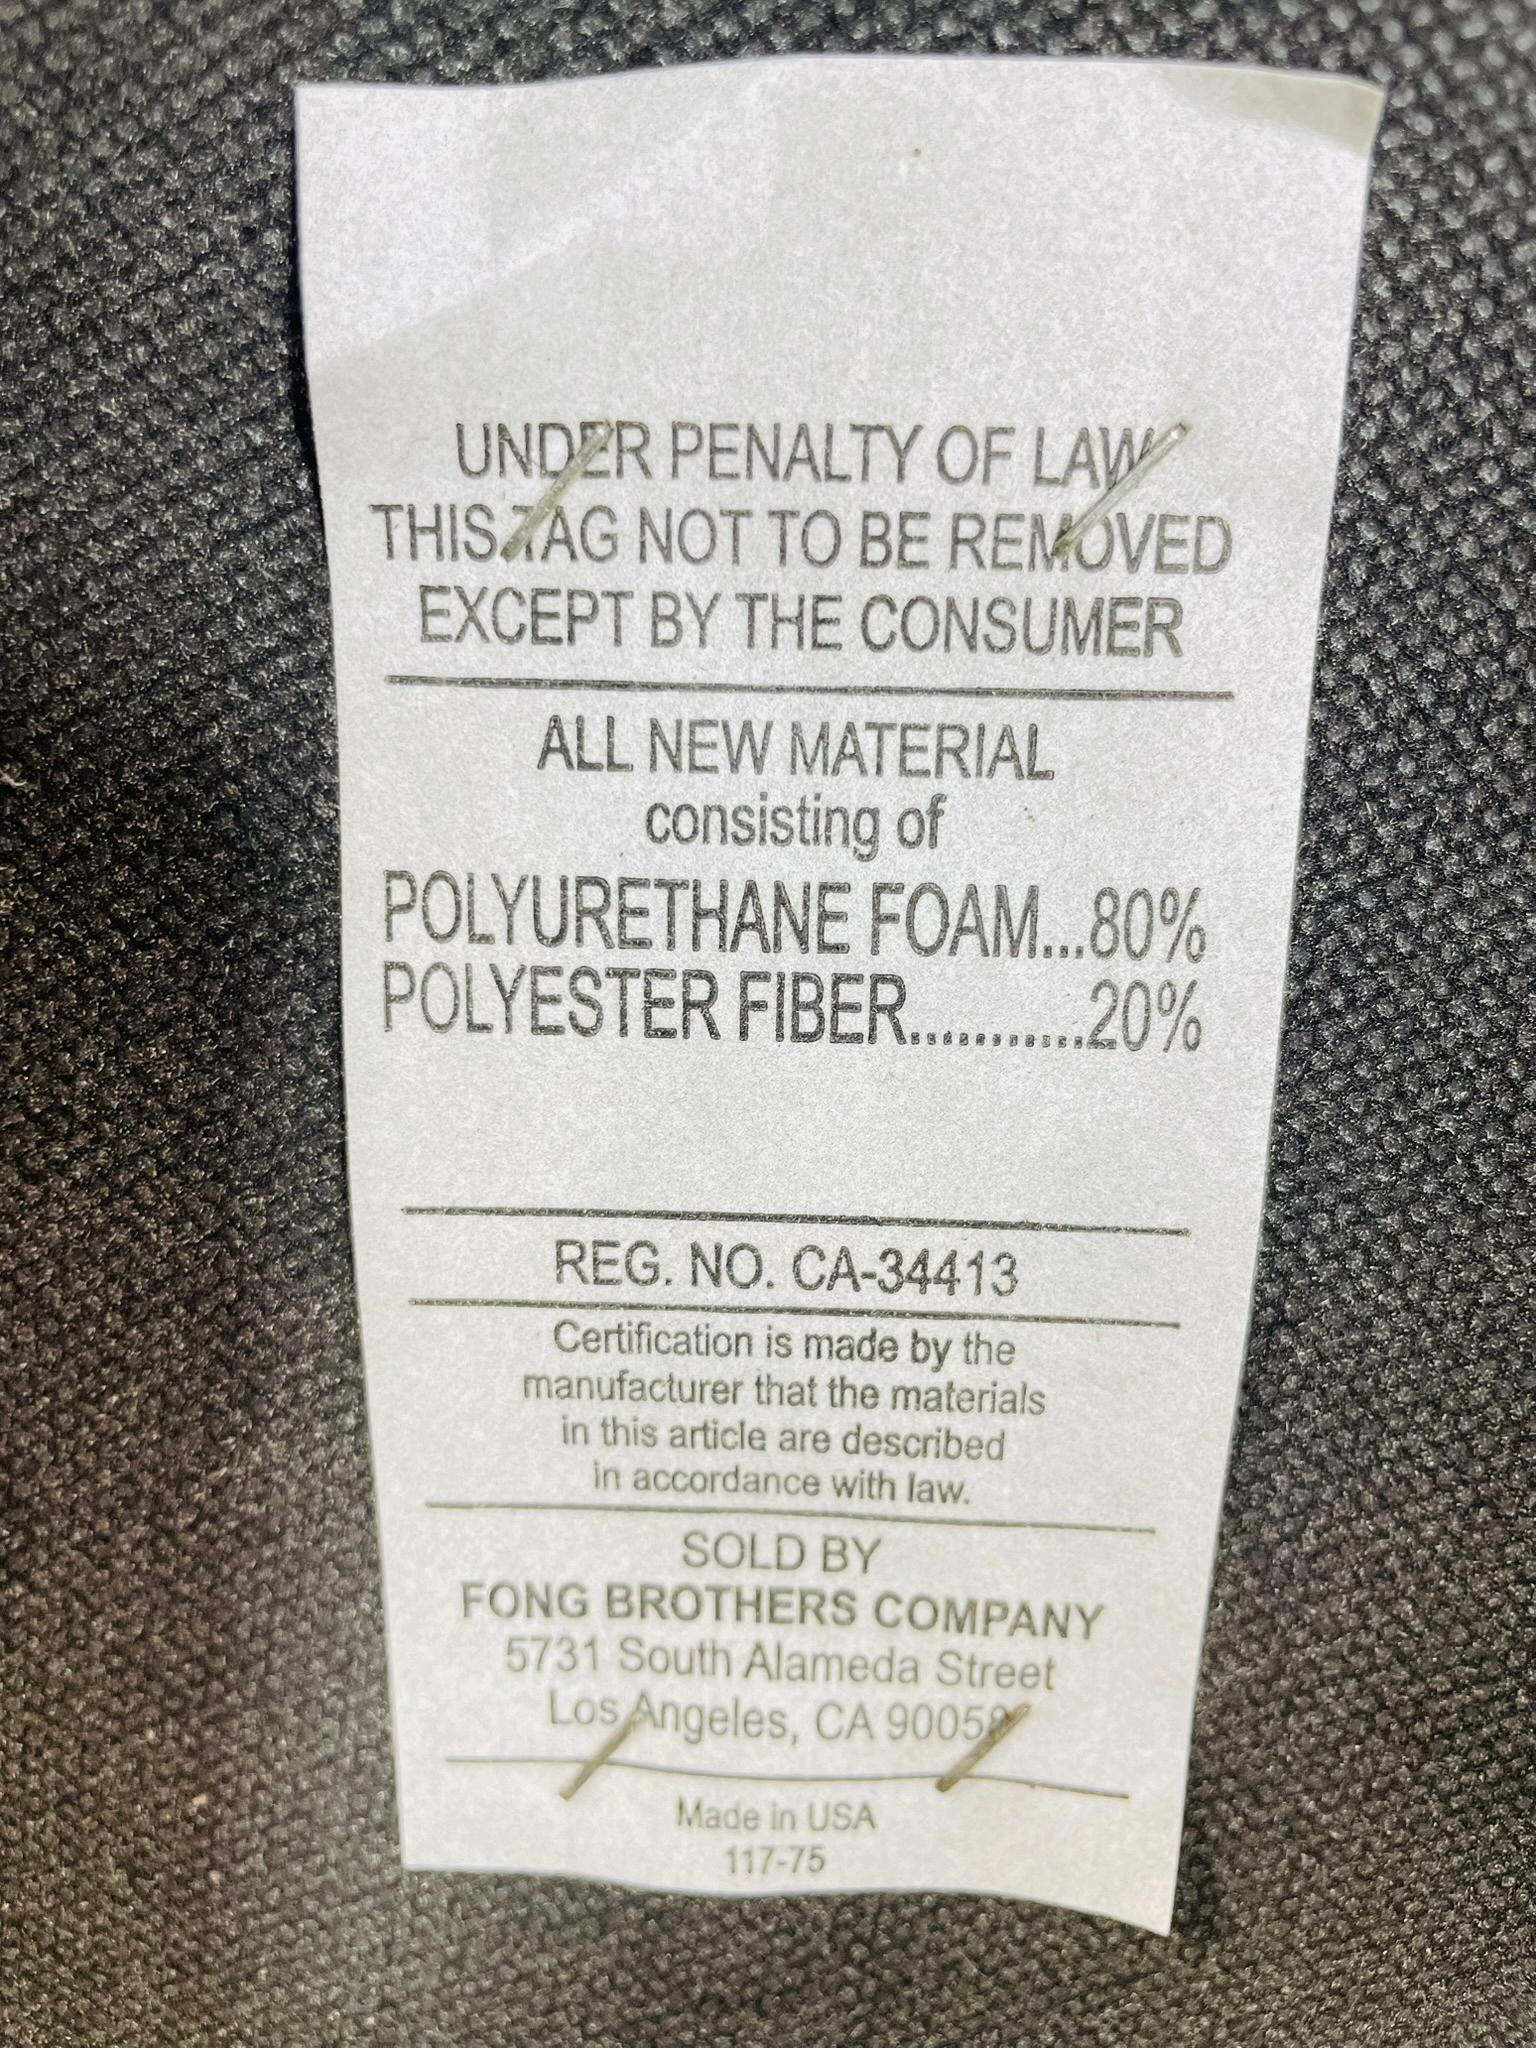 UNDER PENALTY OF LAW
THIS TAG NOT TO BE REMOVED
EXCEPT BY THE CONSUMER
ALL NEW MATERIAL
consisting of
POLYURETHANE FOAM...80%
POLYESTER FIBER...........20%
REG. NO. CA-34413
Certification is made by the
manufacturer that the materials
in this article are described
in accordance with law.
SOLD BY
FONG BROTHERS COMPANY
5731 South Alameda Street
Los Angeles, CA
Made in USA
117-75